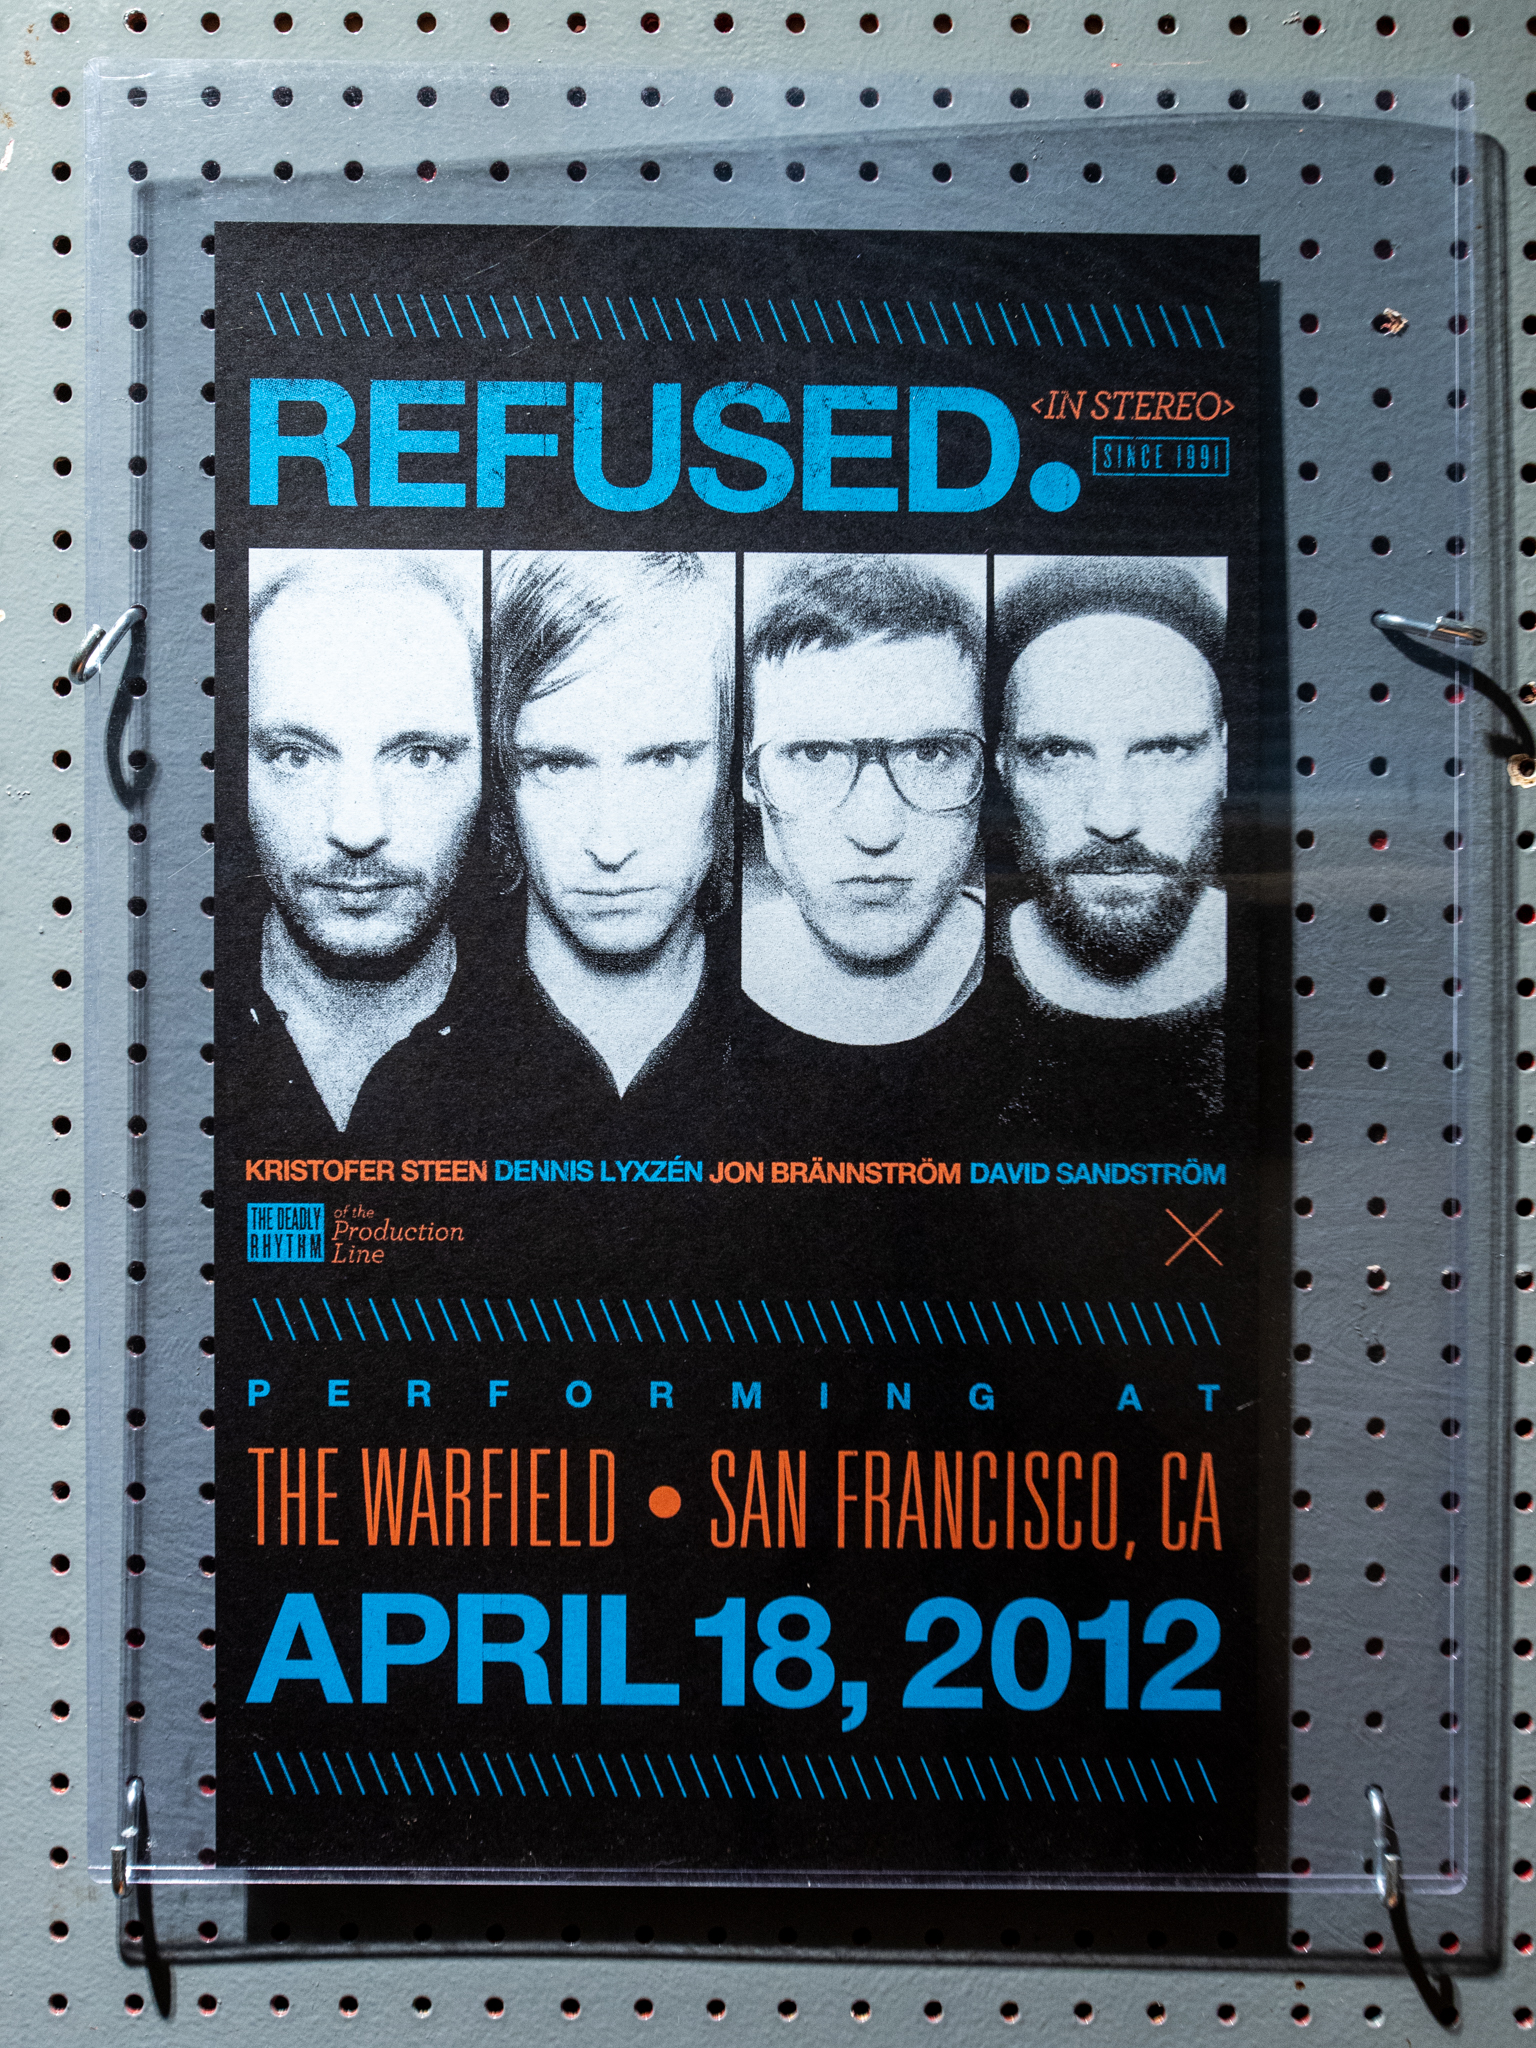 REFUSED. <IN STEREO>
SINCE 1991
KRISTOFER STEEN DENNIS LYXZÉN JON BRÄNNSTRÖM DAVID SANDSTRÖM
THE DEADLY RHYTHM of the Production Line
PERFORMING AT
THE WARFIELD • SAN FRANCISCO, CA
APRIL 18, 2012